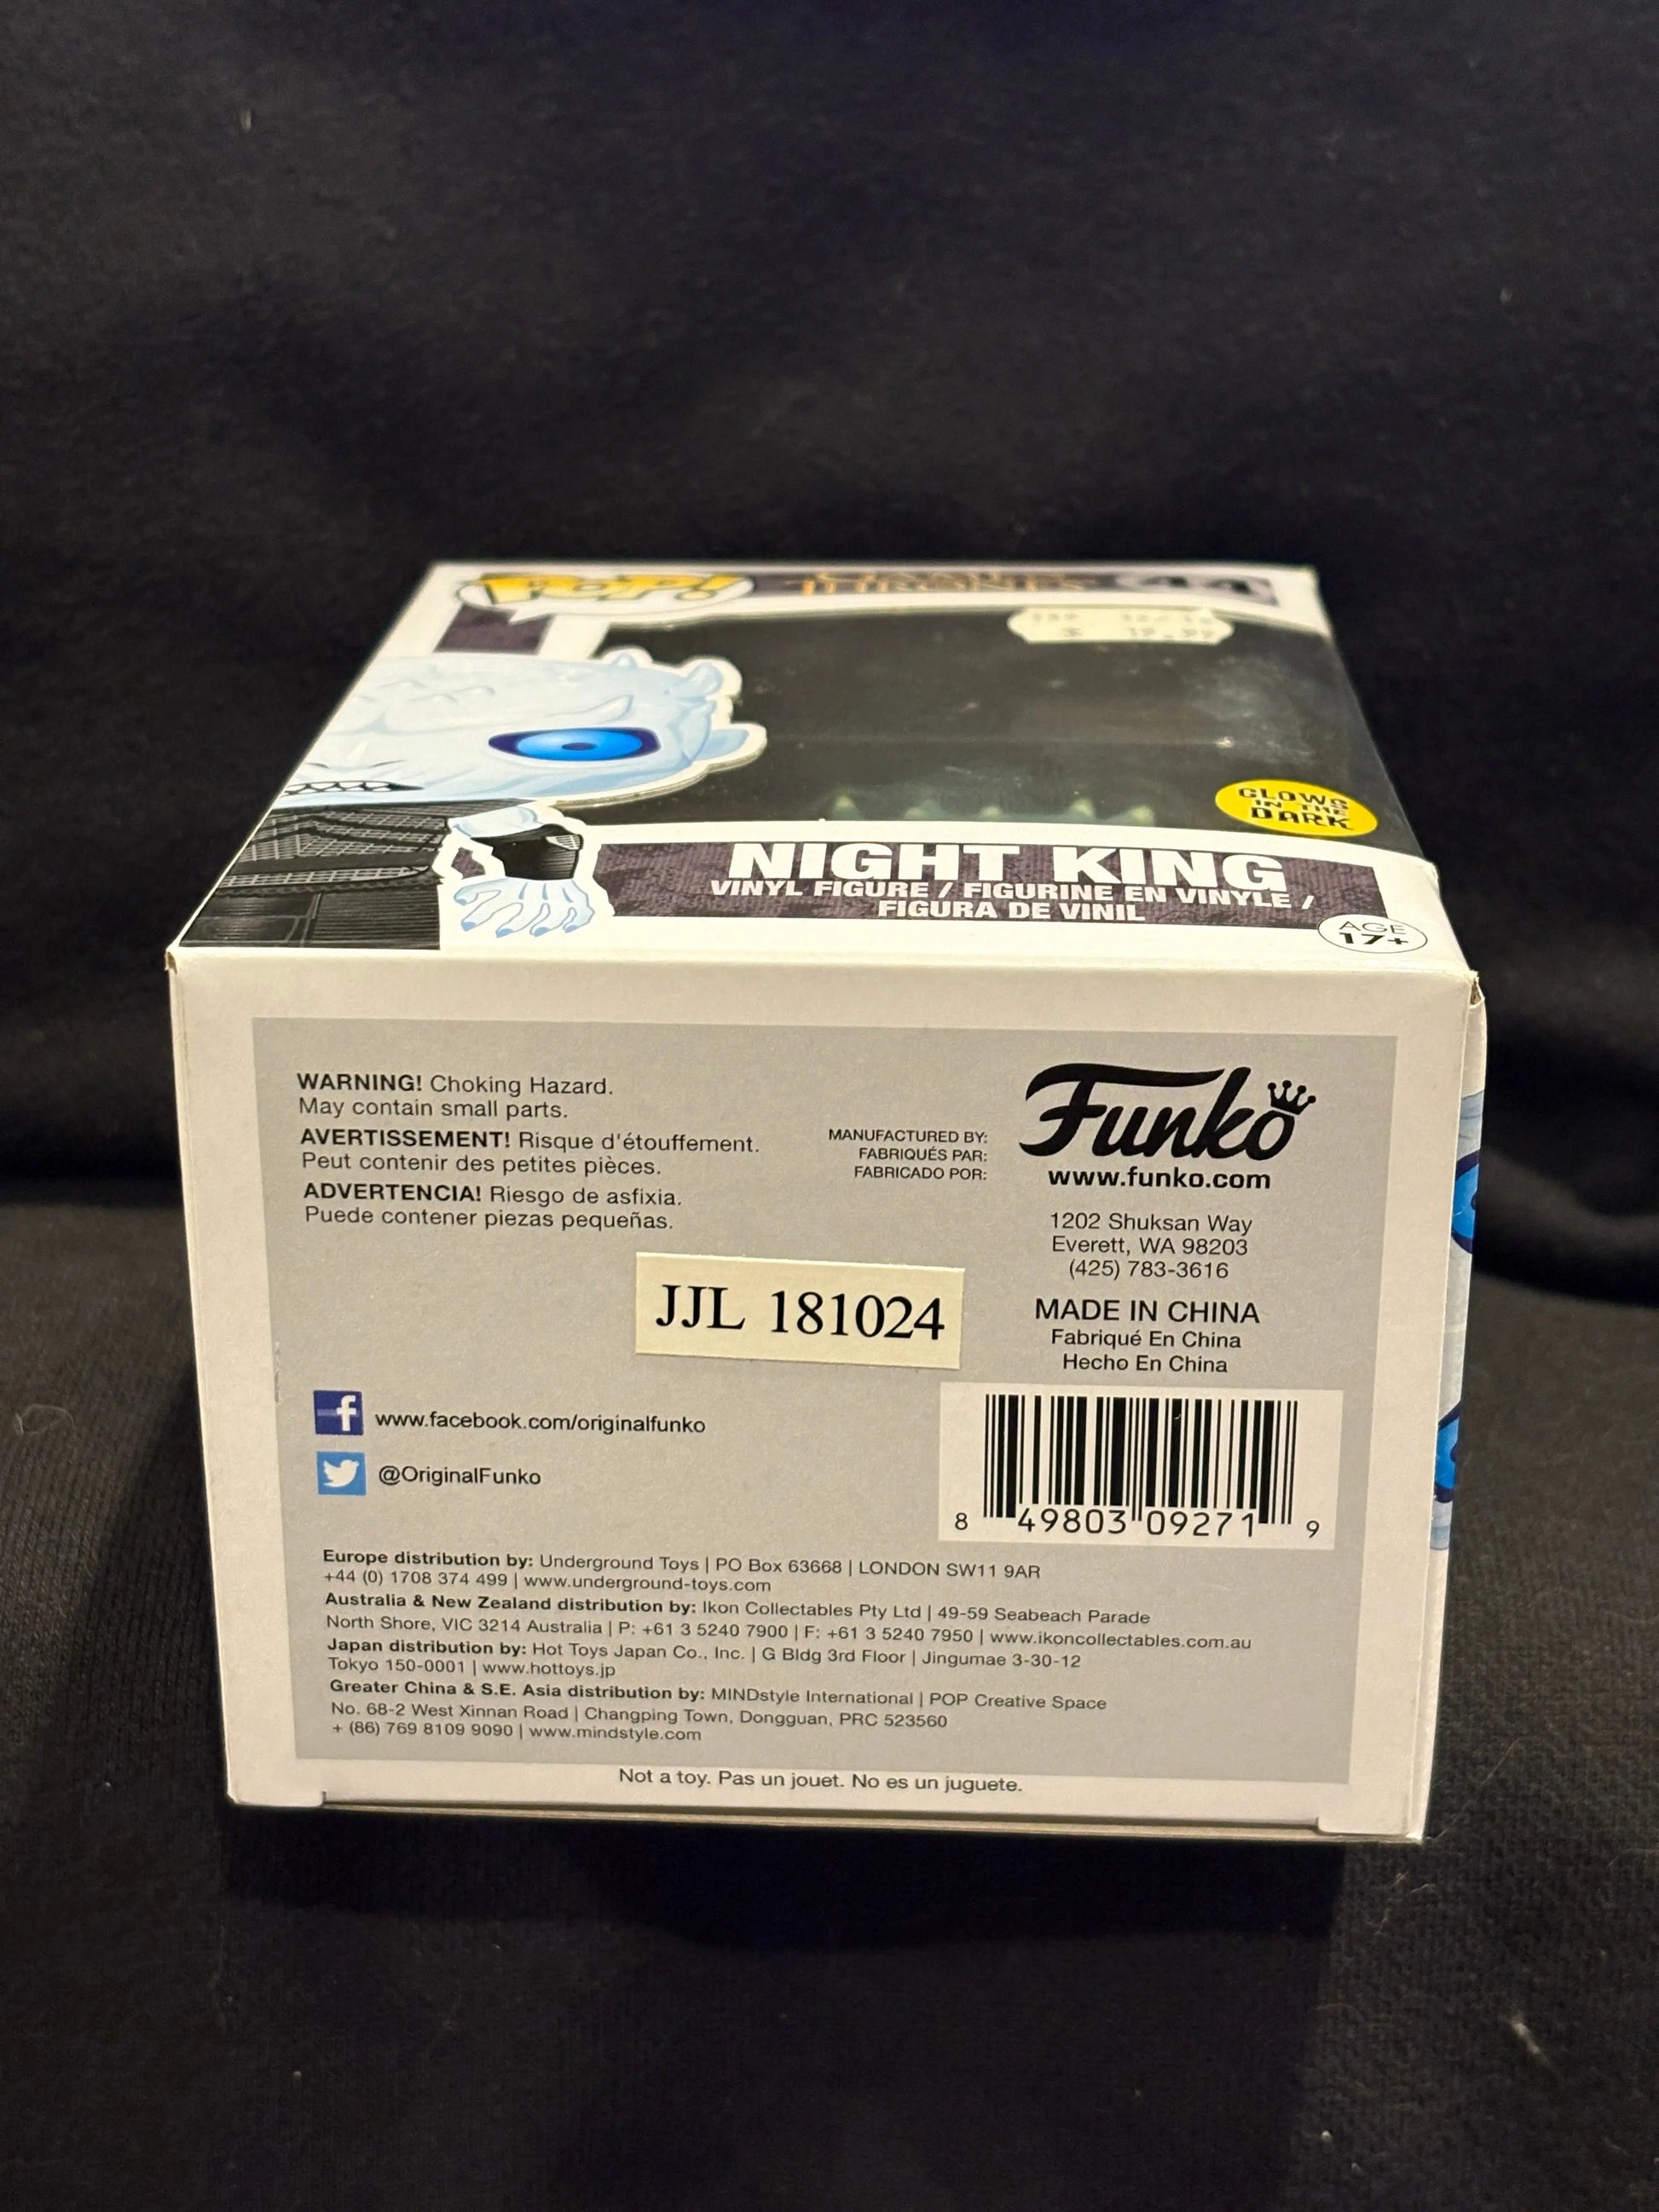 POP!
GAME OF
THRONES
44
GLOWS
IN THE
DARK
NIGHT KING
VINYL FIGURE / FIGURINE EN VINYLE /
FIGURA DE VINIL
AGE
17+
WARNING! Choking Hazard.
May contain small parts.
AVERTISSEMENT! Risque d'étouffement.
Peut contenir des petites pièces.
ADVERTENCIA! Riesgo de asfixia.
Puede contener piezas pequeñas.
MANUFACTURED BY:
FABRIQUÉS PAR:
FABRICADO POR:
Funko
www.funko.com
1202 Shuksan Way
Everett, WA 98203
(425) 783-3616
MADE IN CHINA
Fabriqué En China
Hecho En China
JJL 181024
f www.facebook.com/originalfunko
@OriginalFunko
8 49803 09271 9
Europe distribution by: Underground Toys | PO Box 63668 | LONDON SW11 9AR
+44 (0) 1708 374 499 | www.underground-toys.com
Australia & New Zealand distribution by: Ikon Collectables Pty Ltd | 49-59 Seabeach Parade
North Shore, VIC 3214 Australia | P: +61 3 5240 7900 | F: +61 3 5240 7950 | www.ikoncollectables.com.au
Japan distribution by: Hot Toys Japan Co., Inc. | G Bldg 3rd Floor | Jingumae 3-30-12
Tokyo 150-0001 | www.hottoys.jp
Greater China & S.E. Asia distribution by: MINDstyle International | POP Creative Space
No. 68-2 West Xinnan Road | Changping Town, Dongguan, PRC 523560
+ (86) 769 8109 9090 | www.mindstyle.com
Not a toy. Pas un jouet. No es un juguete.